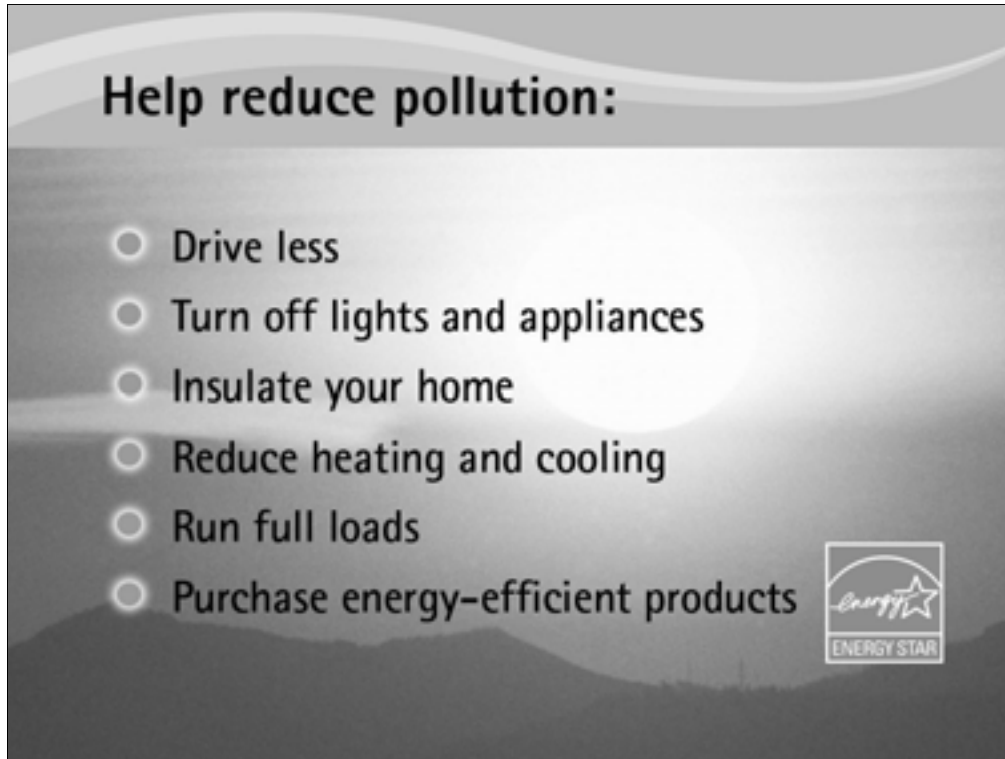 Help reduce pollution:
Drive less
Turn off lights and appliances
Insulate your home
Reduce heating and cooling
Run full loads
Purchase energy-efficient products
energy
ENERGY STAR